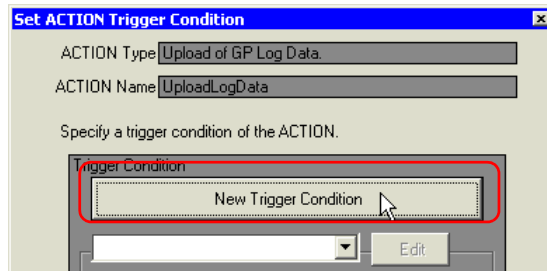 Set ACTION Trigger Condition
ACTION Type Upload of GP Log Data.
ACTION Name UploadLogData
Specify a trigger condition of the ACTION.
Trigger Condition
New Trigger Condition
Edit